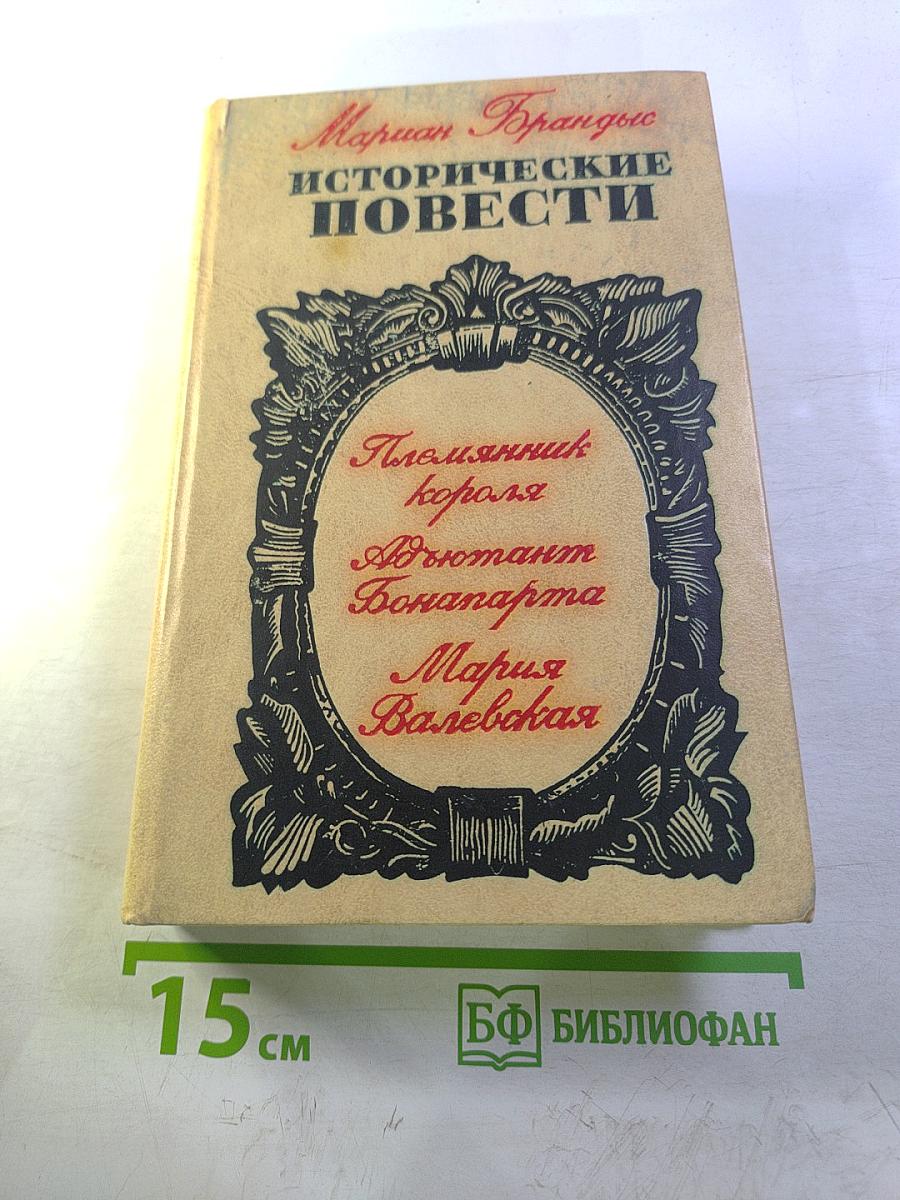 Мариан Брандыс
ИСТОРИЧЕСКИЕ
ПОВЕСТИ
Племянник
короля
Адъютант
Бонапарта
Мария
Валевская
15 см
БФ БИБЛИОФАН